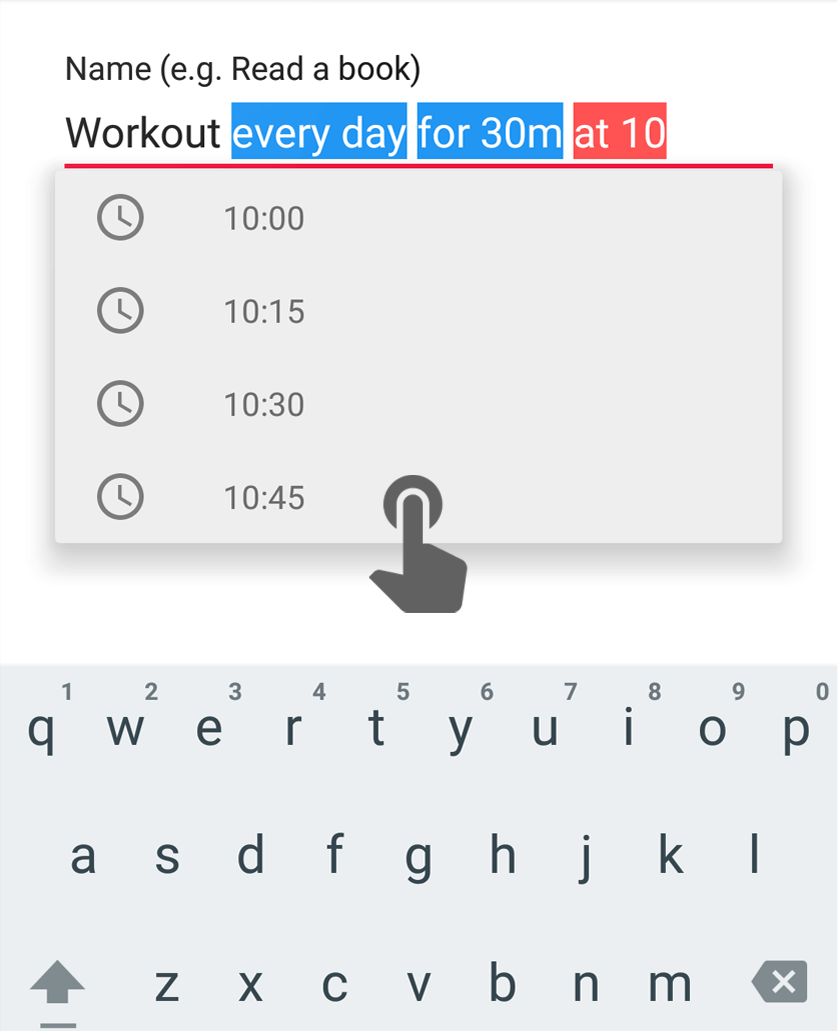 Name (e.g. Read a book)
Workout every day for 30m at 10
10:00
10:15
10:30
10:45
1 2 3 4 5 6 7 8 9 0
q w e r t y u i o p
a s d f g h j k l
z x c v b n m